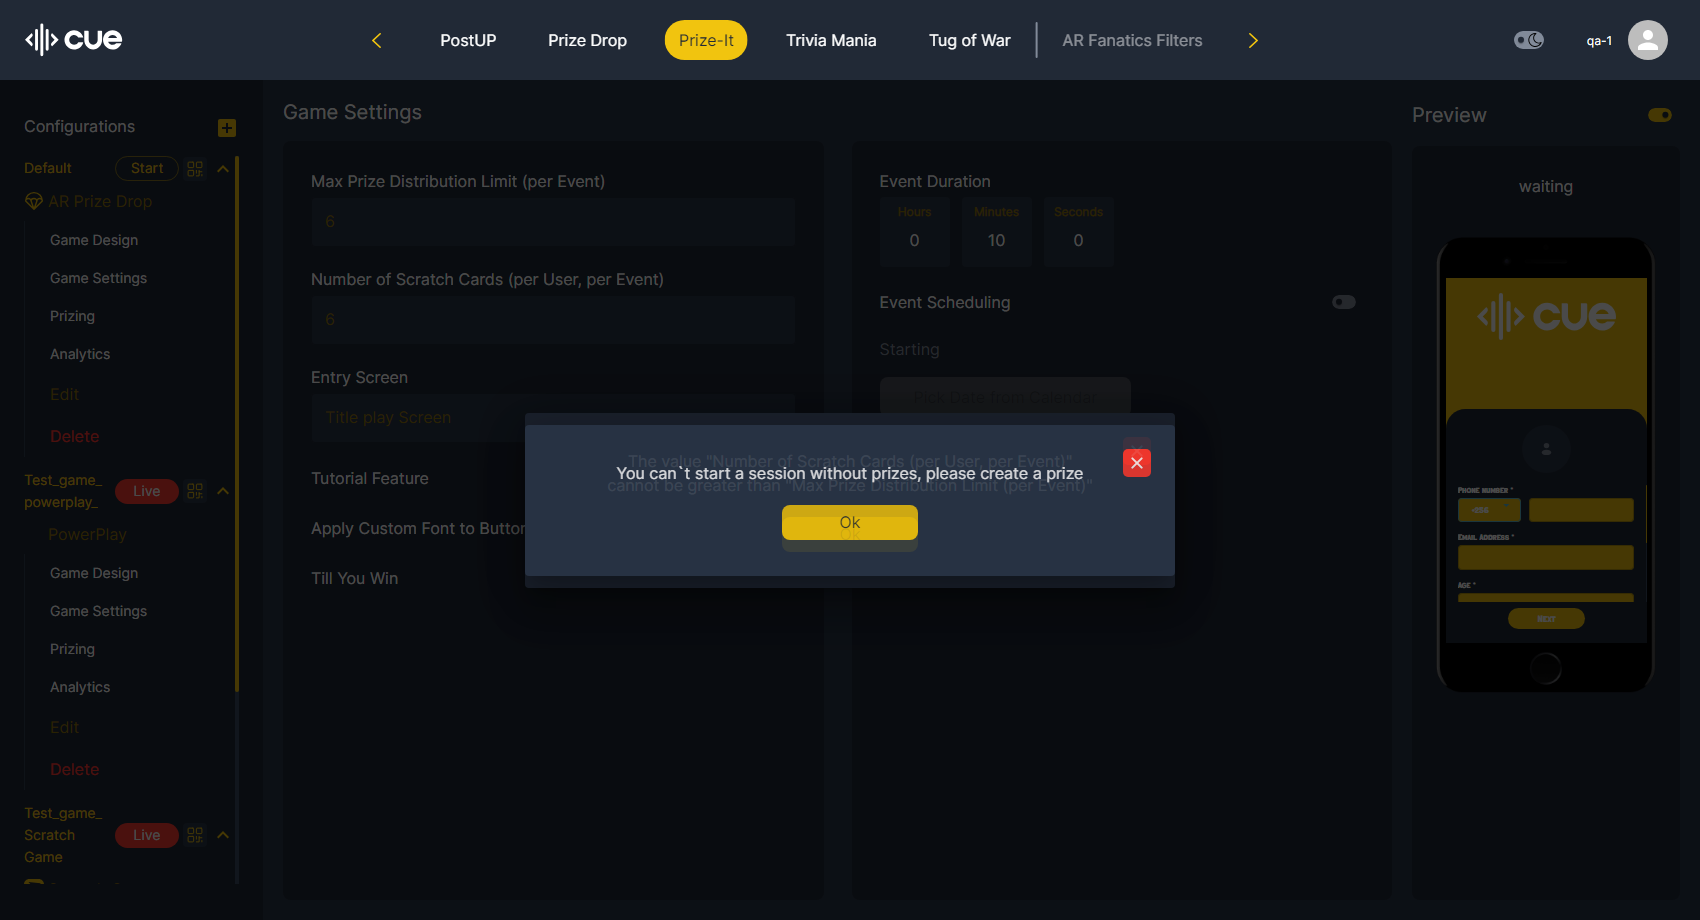 cue
PostUP
Prize Drop
Prize-It
Trivia Mania
Tug of War
AR Fanatics Filters
qa-1
Configurations
Default
Start
AR Prize Drop
Game Design
Game Settings
Prizing
Analytics
Edit
Delete
Test_game_
powerplay_
Live
PowerPlay
Game Design
Game Settings
Prizing
Analytics
Edit
Delete
Test_game_
Scratch
Game
Live
Game Settings
Max Prize Distribution Limit (per Event)
6
Number of Scratch Cards (per User, per Event)
6
Entry Screen
Title play Screen
Tutorial Feature
Apply Custom Font to Button
Till You Win
Event Duration
Hours
Minutes
Seconds
0
10
0
Event Scheduling
Starting
Pick Date from Calendar
The value "Number of Scratch Cards (per User, per Event)"
cannot be greater than "Max Prize Distribution Limit (per Event)"
Ok
You can`t start a session without prizes, please create a prize
Ok
Preview
waiting
cue
Phone number *
Email Address *
Age *
Next